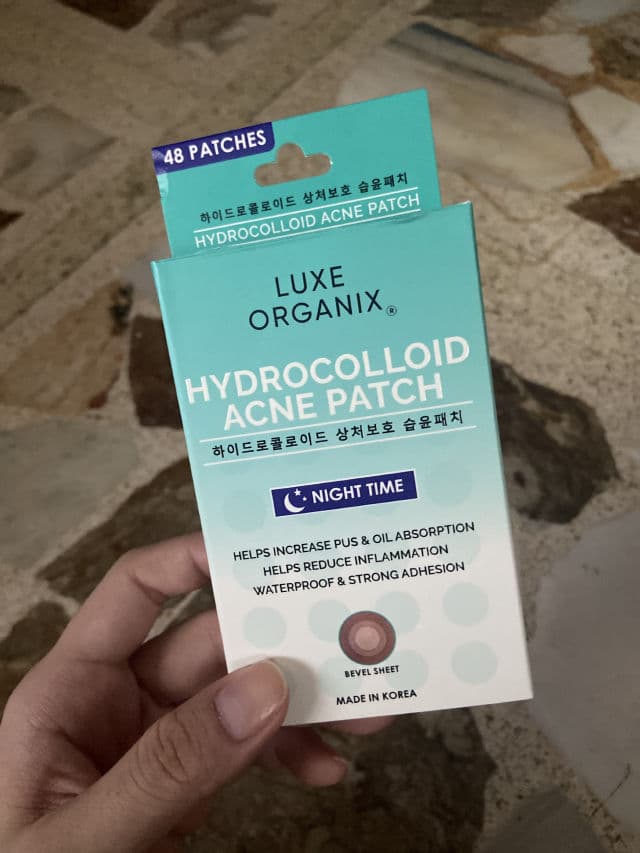 48 PATCHES
하이드로콜로이드 상처보호 습윤패치
HYDROCOLLOID ACNE PATCH
LUXE
ORGANIX®
HYDROCOLLOID
ACNE PATCH
하이드로콜로이드 상처보호 습윤패치
NIGHT TIME
HELPS INCREASE PUS & OIL ABSORPTION
HELPS REDUCE INFLAMMATION
WATERPROOF & STRONG ADHESION
BEVEL SHEET
MADE IN KOREA